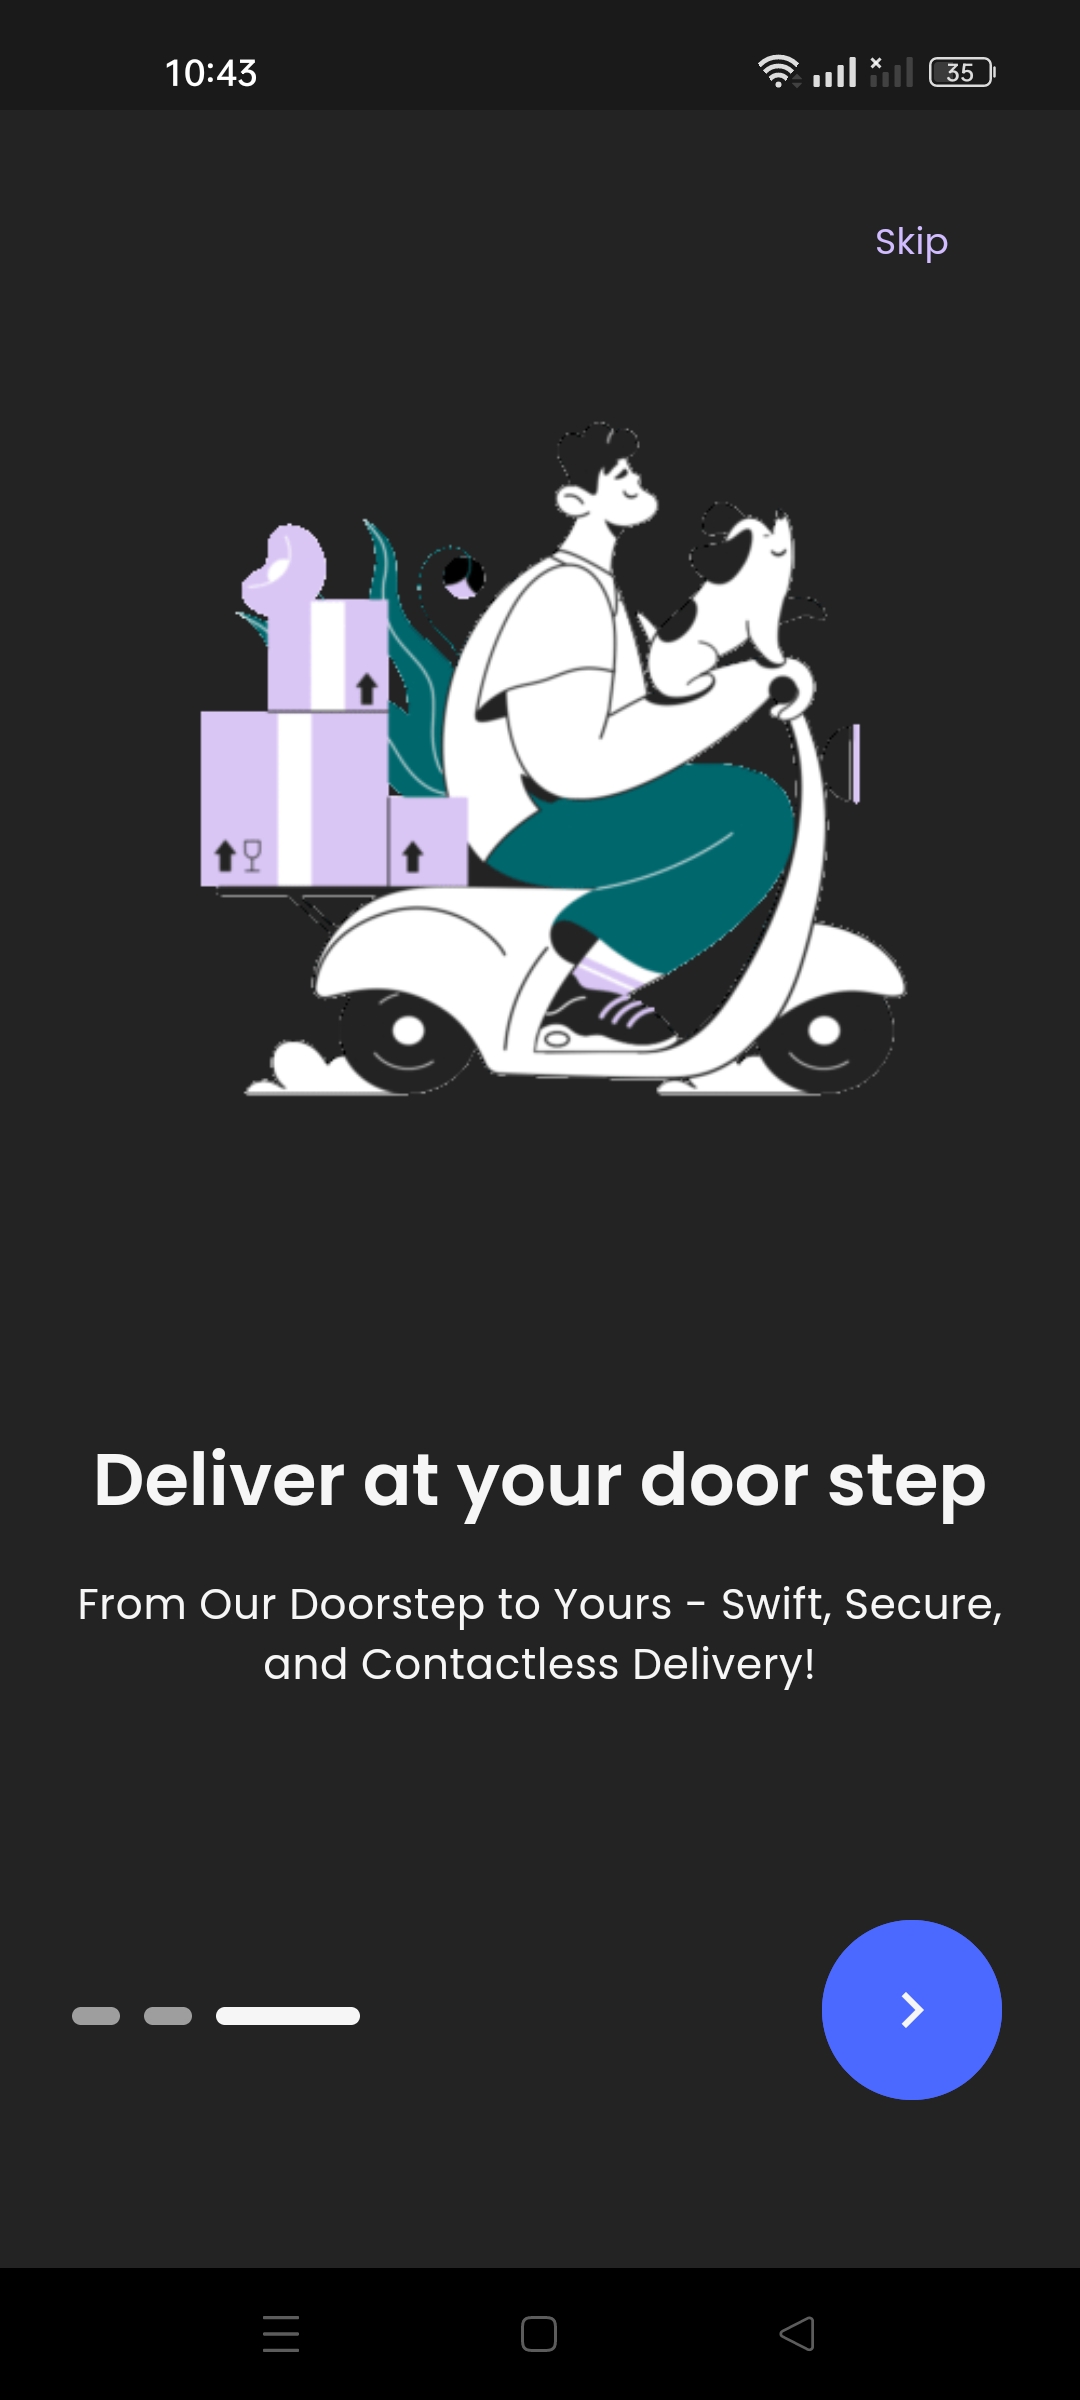 10:43
35
Skip
Deliver at your door step
From Our Doorstep to Yours - Swift, Secure,
and Contactless Delivery!